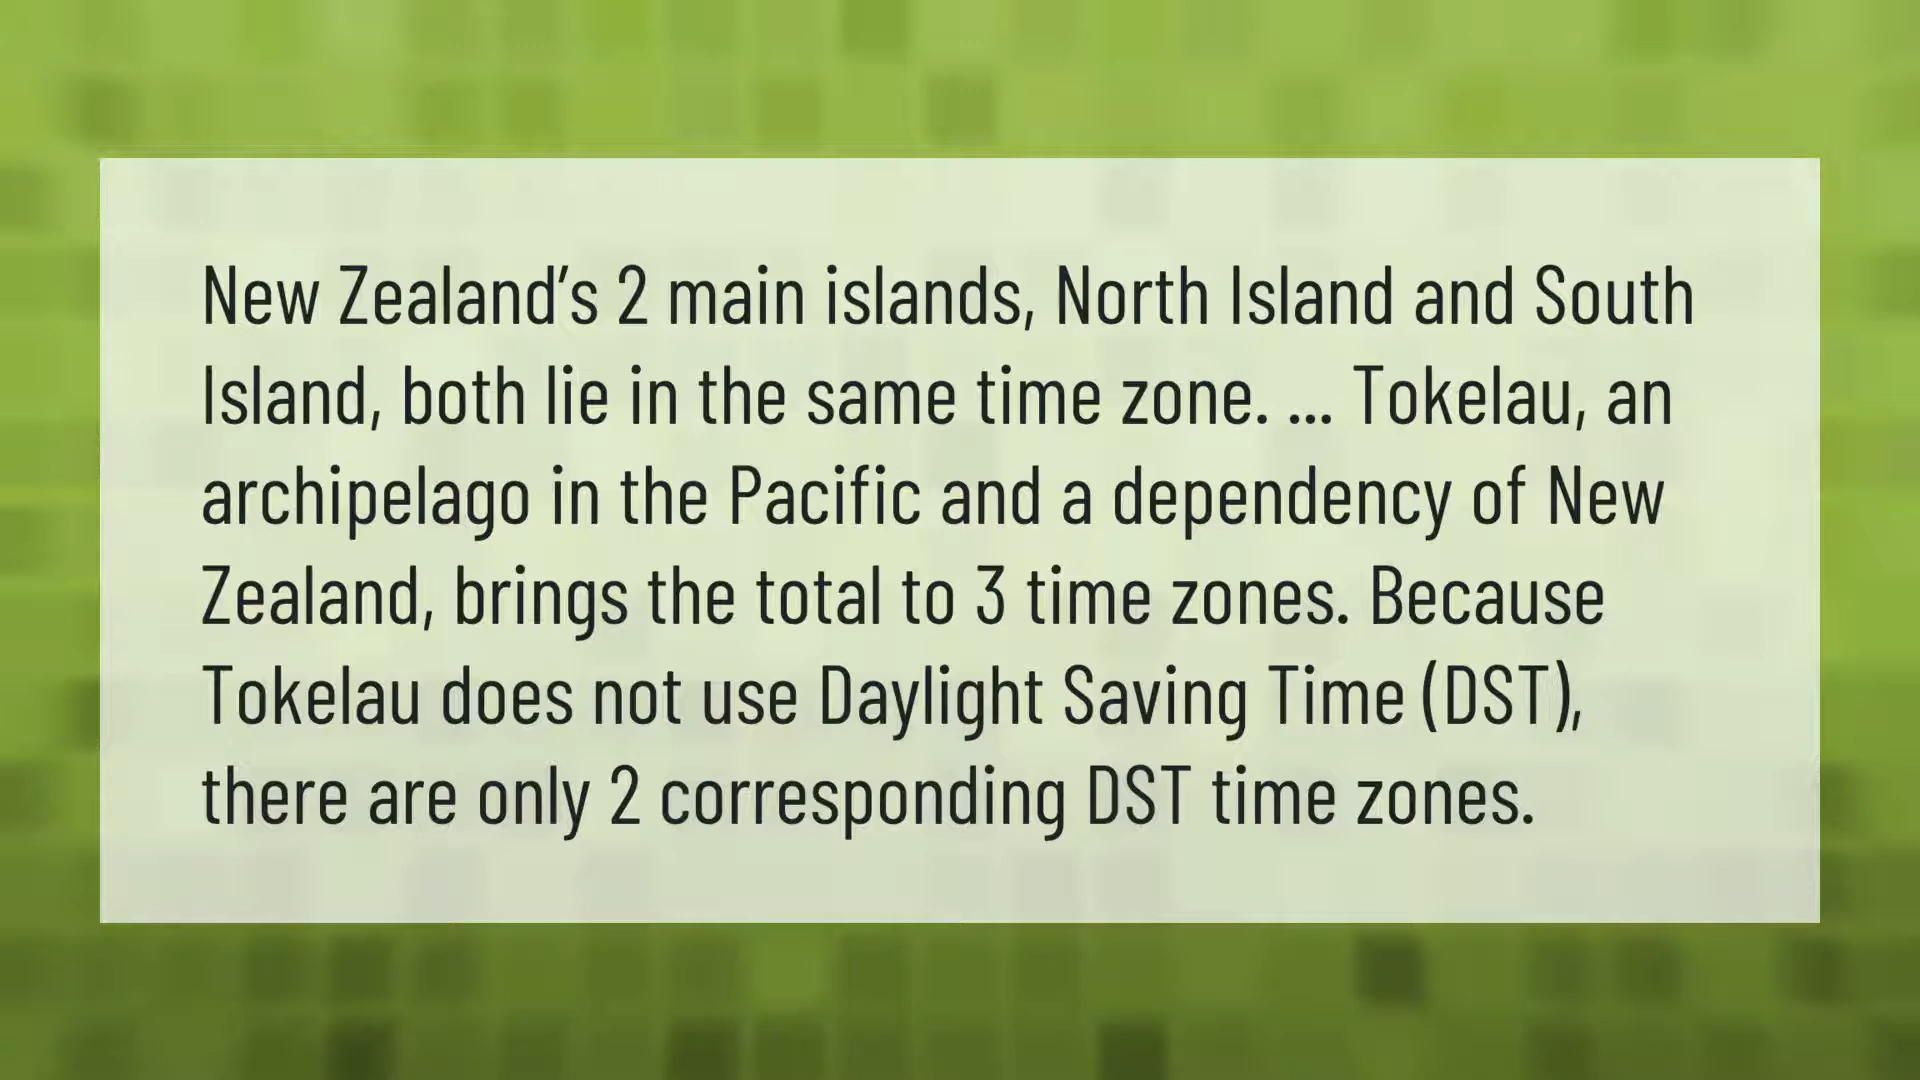 New Zealand’s 2 main islands, North Island and South
Island, both lie in the same time zone. ... Tokelau, an
archipelago in the Pacific and a dependency of New
Zealand, brings the total to 3 time zones. Because
Tokelau does not use Daylight Saving Time (DST),
there are only 2 corresponding DST time zones.